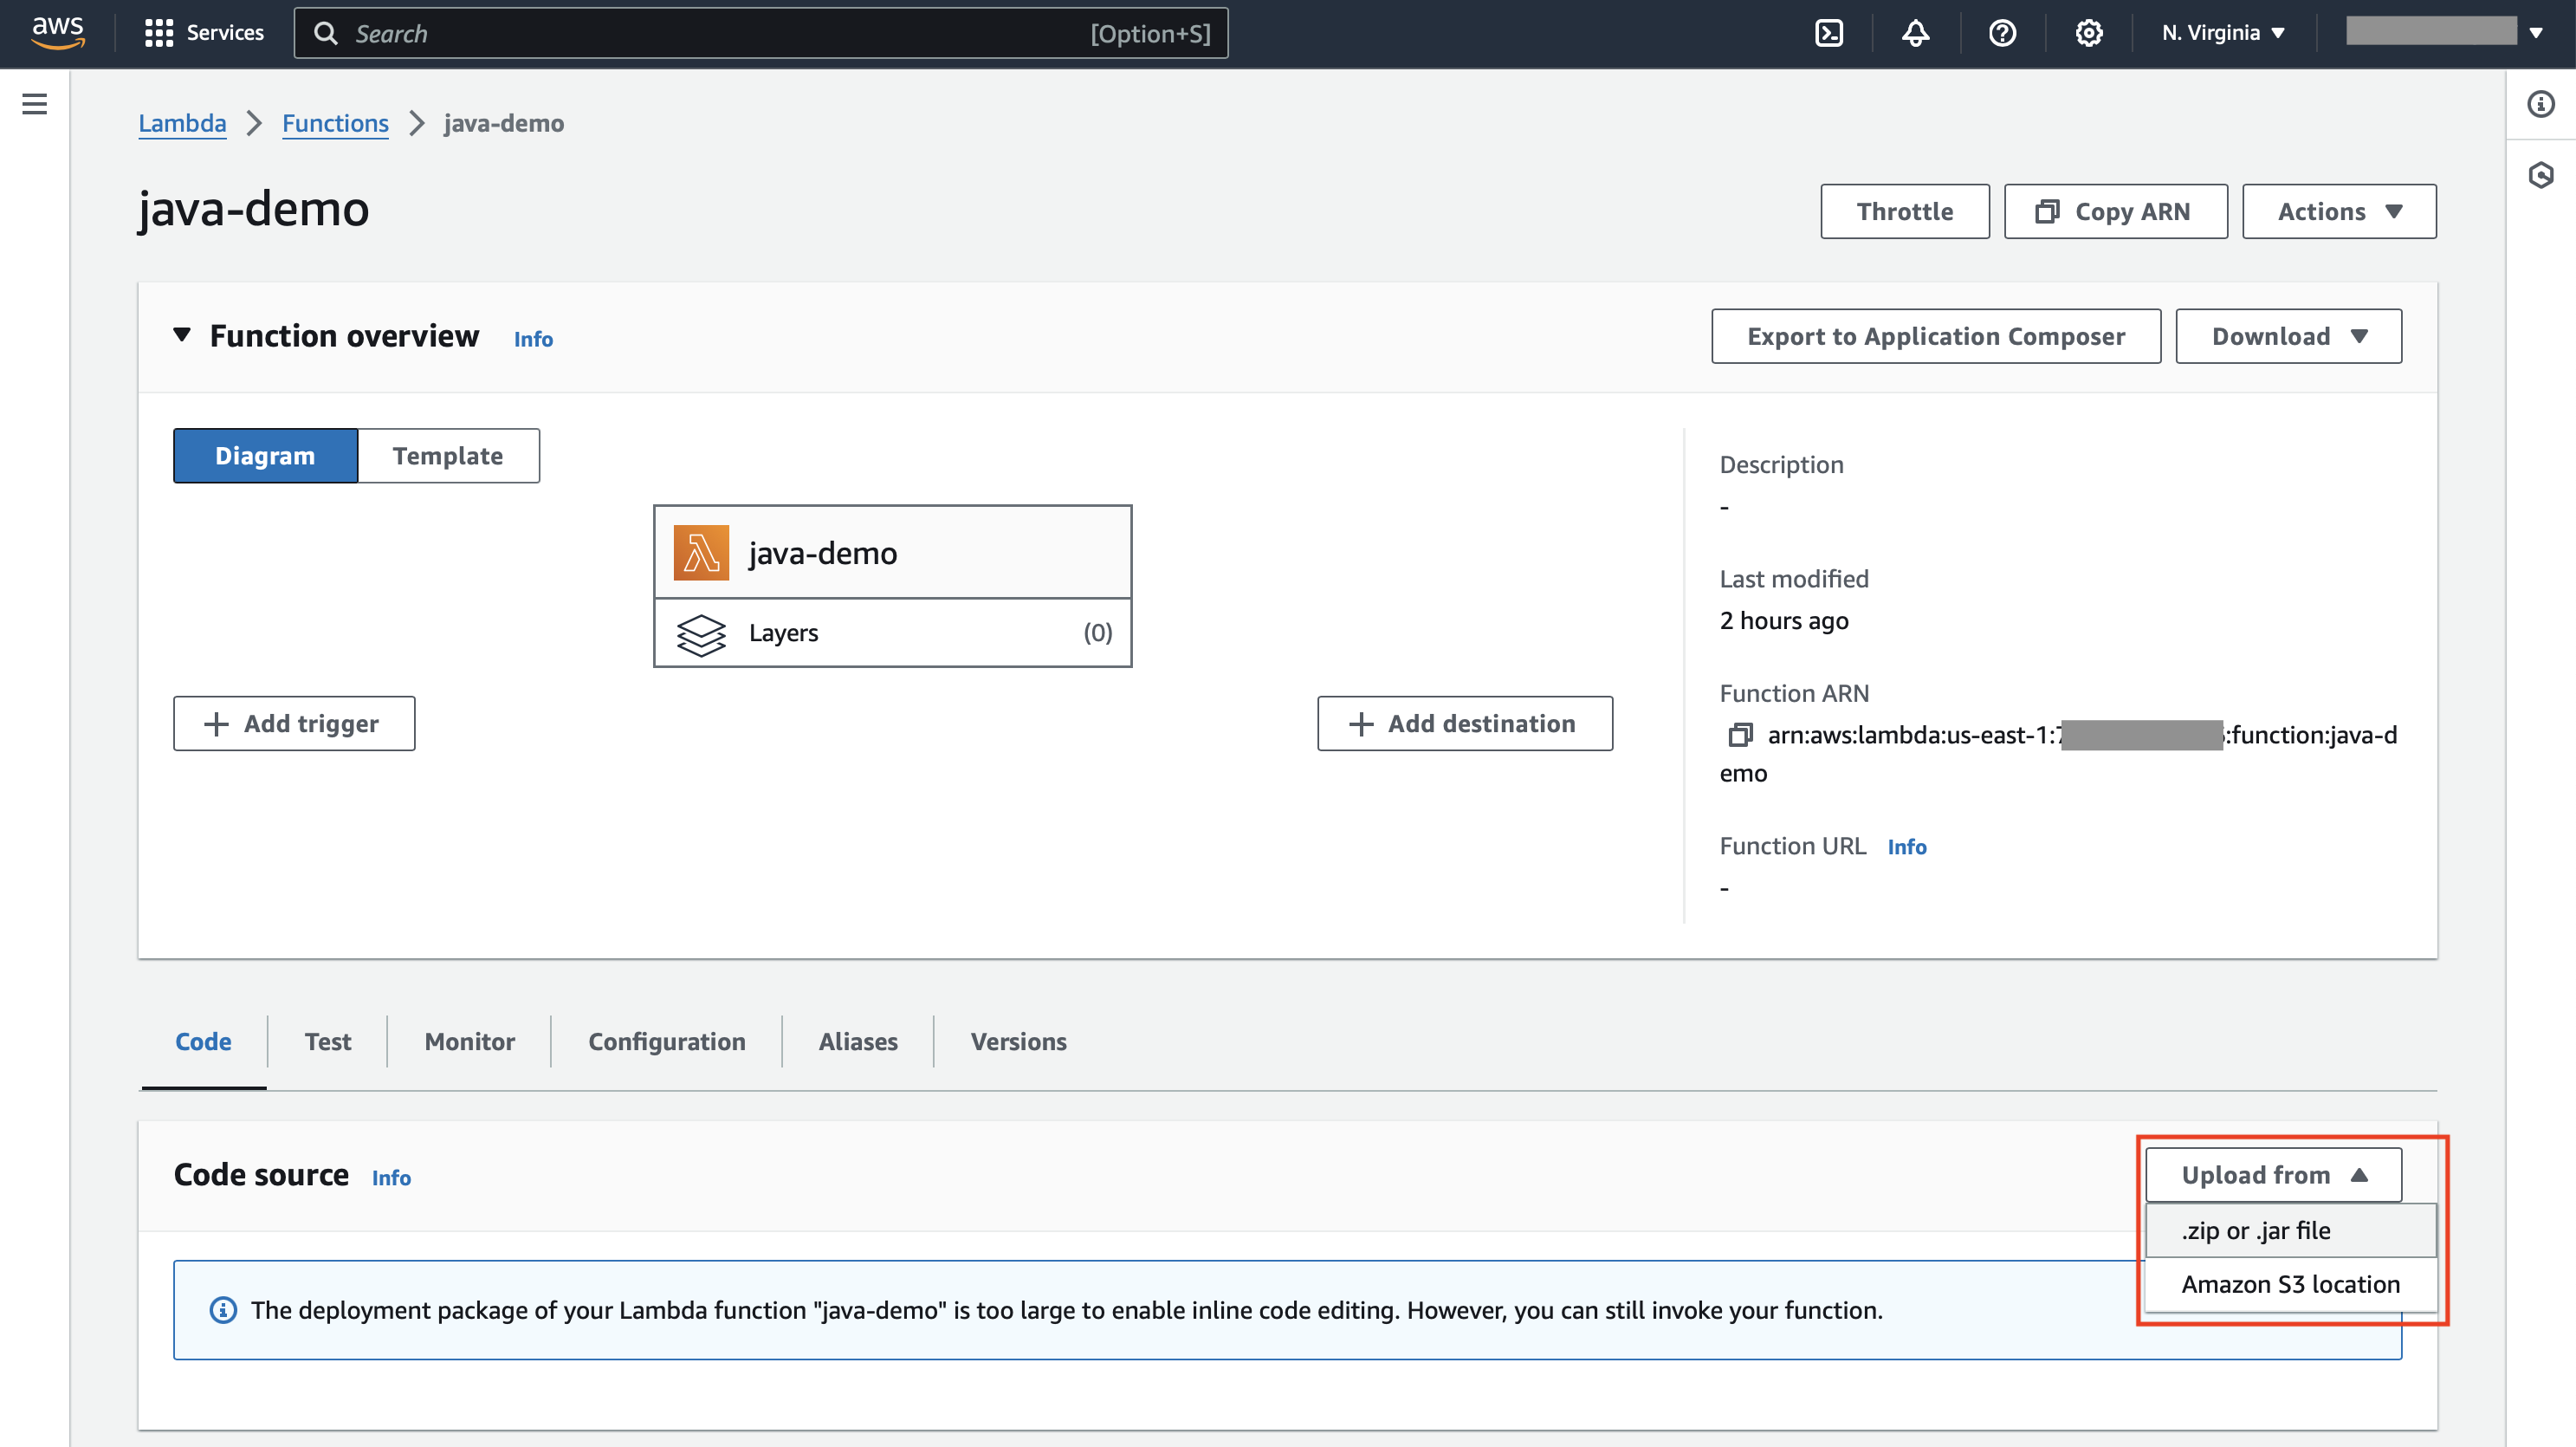 aws
Services
Search
[Option+S]
N. Virginia
Lambda
Functions
java-demo
java-demo
Throttle
Copy ARN
Actions
Function overview
Info
Export to Application Composer
Download
Diagram
Template
java-demo
Layers
(0)
Add trigger
Add destination
Description
-
Last modified
2 hours ago
Function ARN
arn:aws:lambda:us-east-1: :function:java-d
emo
Function URL
Info
-
Code
Test
Monitor
Configuration
Aliases
Versions
Code source
Info
Upload from
.zip or .jar file
Amazon S3 location
The deployment package of your Lambda function "java-demo" is too large to enable inline code editing. However, you can still invoke your function.